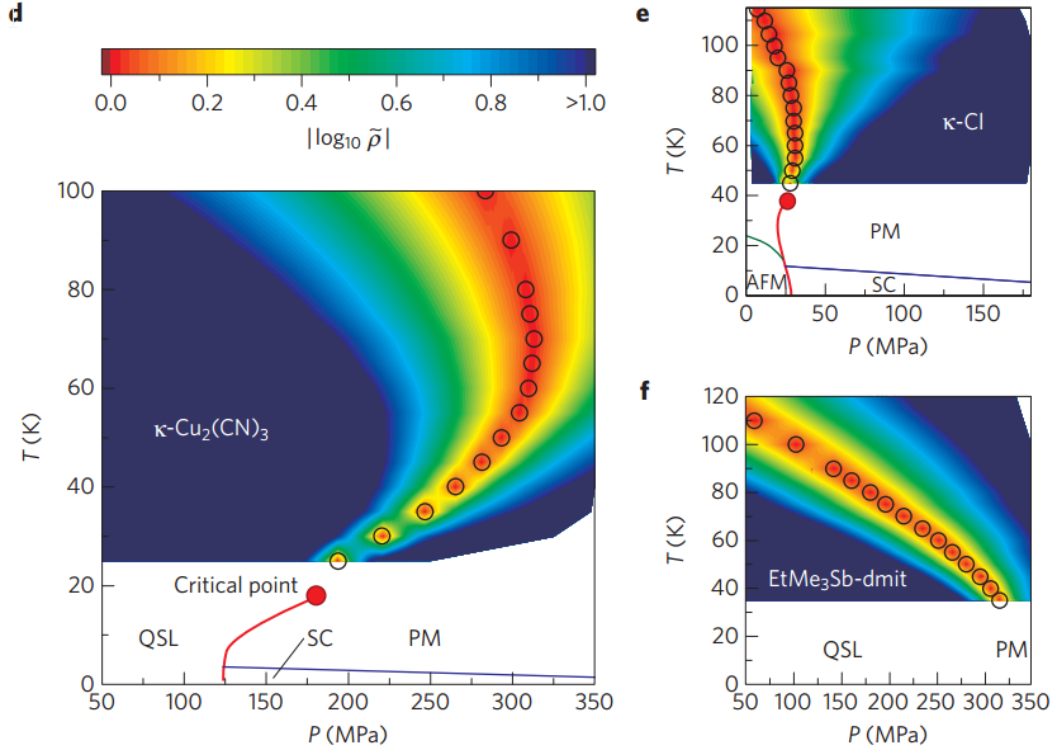 d
0.0 0.2 0.4 0.6 0.8 >1.0
|log₁₀ ρ̃|
100
80
60
40
20
0
T (K)
κ-Cu₂(CN)₃
Critical point
QSL
SC
PM
50 100 150 200 250 300 350
P (MPa)
e
100
80
60
40
20
0
T (K)
κ-Cl
PM
AFM
SC
0 50 100 150
P (MPa)
f
120
100
80
60
40
20
0
T (K)
EtMe₃Sb-dmit
QSL
PM
50 100 150 200 250 300 350
P (MPa)